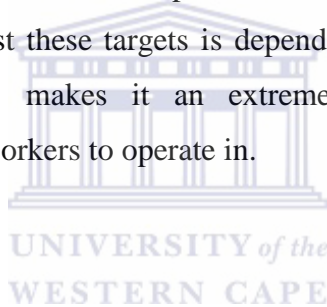 st these targets is depend
makes it an extreme
orkers to operate in.
UNIVERSITY of the
WESTERN CAPE